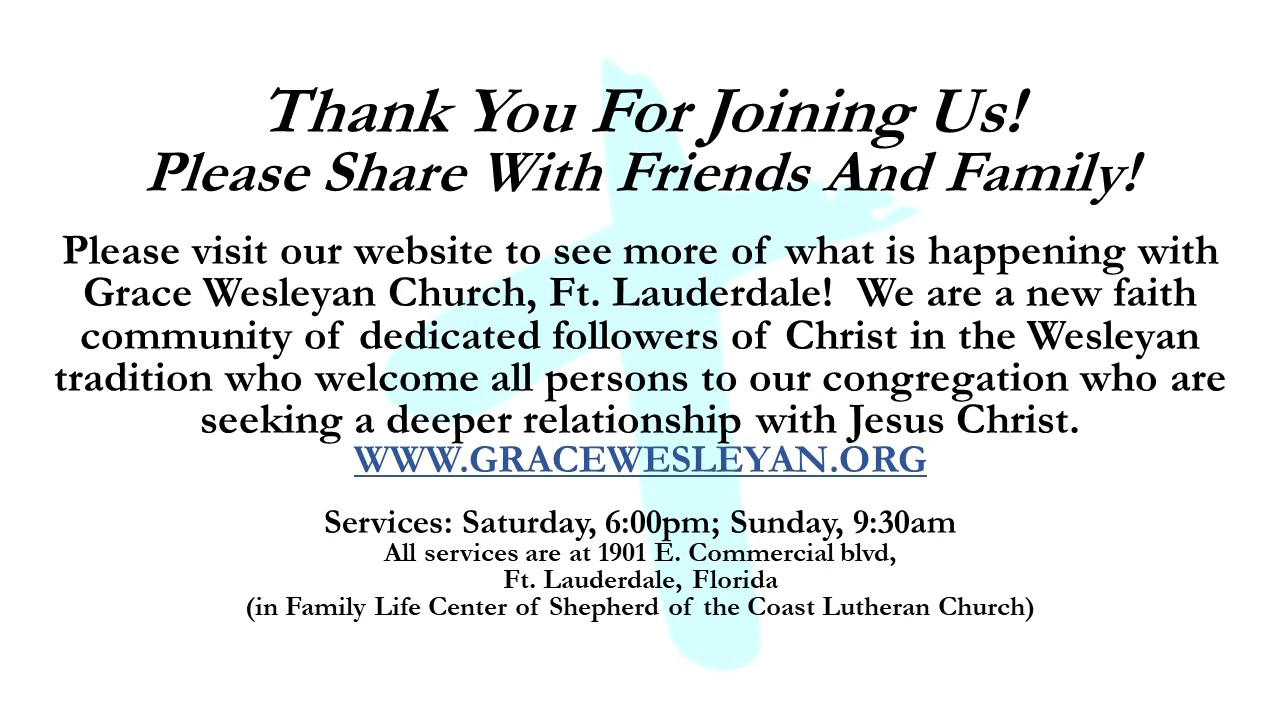 Thank You For Joining Us!
Please Share With Friends And Family!
Please visit our website to see more of what is happening with
Grace Wesleyan Church, Ft. Lauderdale!  We are a new faith
community of dedicated followers of Christ in the Wesleyan
tradition who welcome all persons to our congregation who are
seeking a deeper relationship with Jesus Christ.
WWW.GRACEWESLEYAN.ORG
Services: Saturday, 6:00pm; Sunday, 9:30am
All services are at 1901 E. Commercial blvd,
Ft. Lauderdale, Florida
(in Family Life Center of Shepherd of the Coast Lutheran Church)